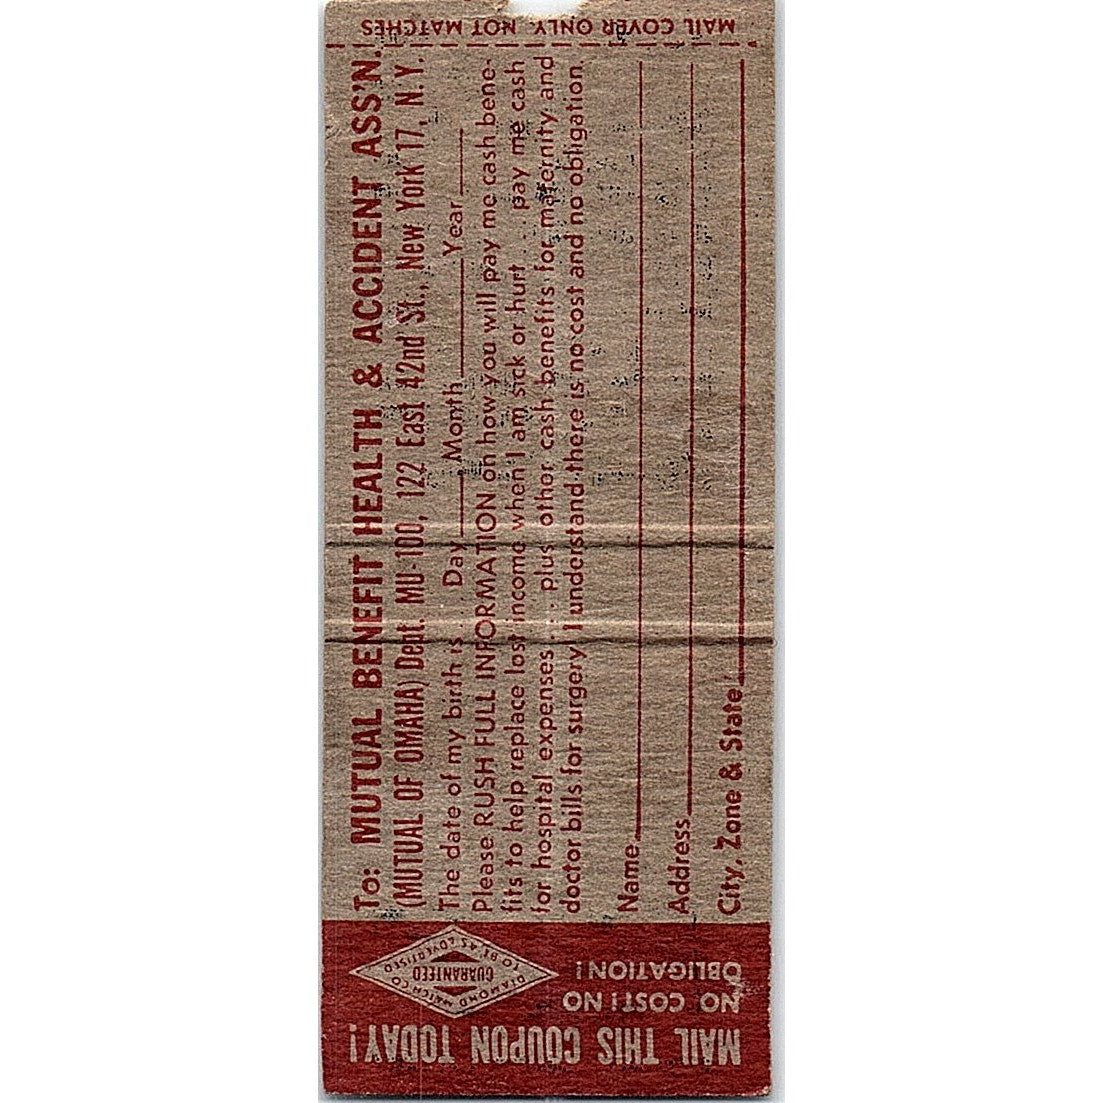 MAIL COVER ONLY, NOT MATCHES
To: MUTUAL BENEFIT HEALTH & ACCIDENT ASS'N.
(MUTUAL OF OMAHA) Dept. MU-100, 122 East 42nd St., New York 17, N. Y.
The date of my birth is . . Day Month Year
Please RUSH FULL INFORMATION on how you will pay me cash bene-
fits to help replace lost income when I am sick or hurt . . . pay me cash
for hospital expenses . . . plus other cash benefits for maternity and
doctor bills for surgery. I understand there is no cost and no obligation.
Name
Address
City, Zone & State
MAIL THIS COUPON TODAY!
NO COST! NO
OBLIGATION!
DIAMOND MATCH CO.
GUARANTEED
TO BE AS ADVERTISED